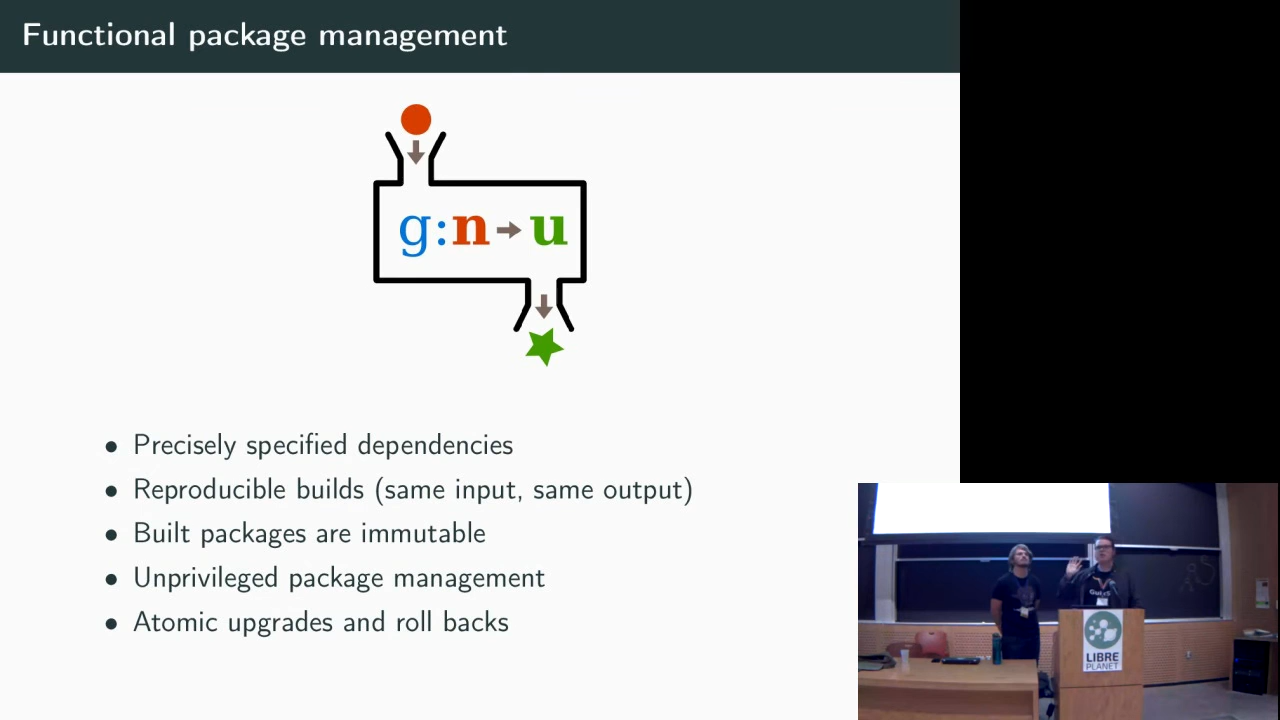 Functional package management
g:n→u
• Precisely specified dependencies
• Reproducible builds (same input, same output)
• Built packages are immutable
• Unprivileged package management
• Atomic upgrades and roll backs
LIBRE
PLANET